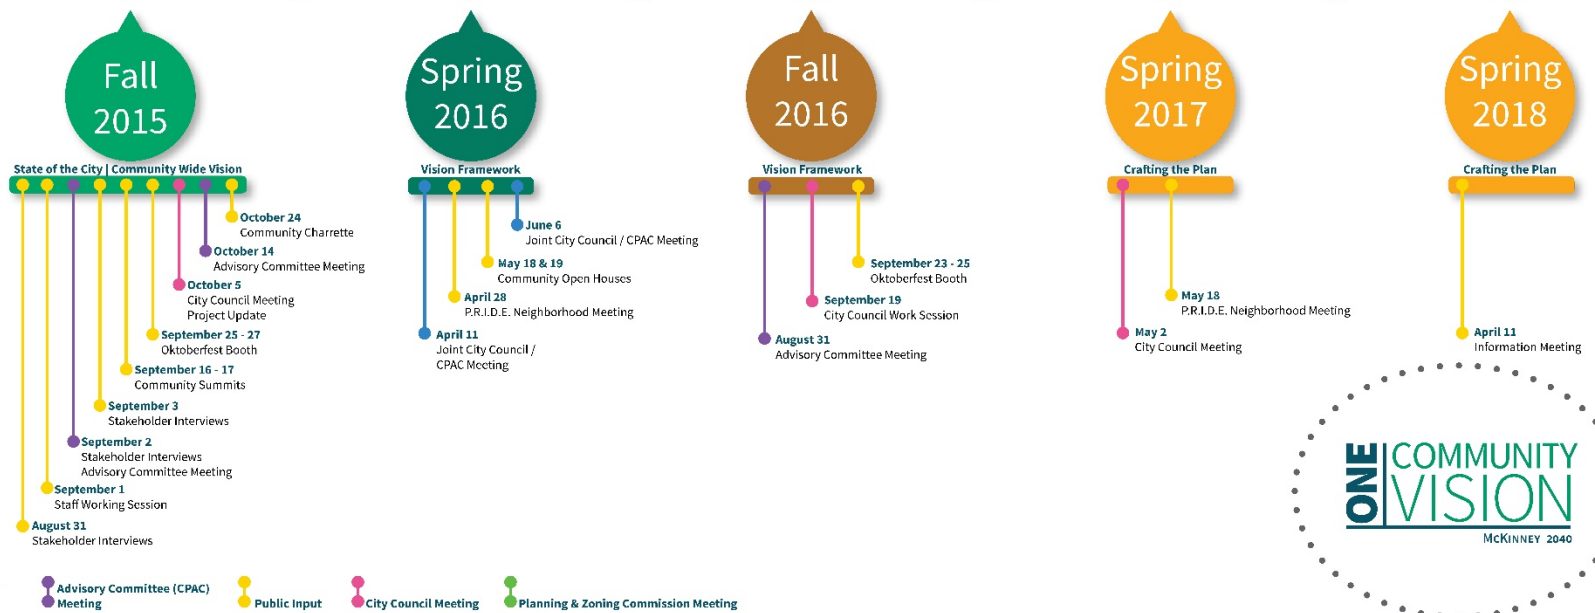 Fall
2015
State of the City | Community Wide Vision
October 24
Community Charrette
October 14
Advisory Committee Meeting
October 5
City Council Meeting
Project Update
September 25 - 27
Oktoberfest Booth
September 16 - 17
Community Summits
September 3
Stakeholder Interviews
September 2
Stakeholder Interviews
Advisory Committee Meeting
September 1
Staff Working Session
August 31
Stakeholder Interviews
Spring
2016
Vision Framework
June 6
Joint City Council / CPAC Meeting
May 18 & 19
Community Open Houses
April 28
P.R.I.D.E. Neighborhood Meeting
April 11
Joint City Council /
CPAC Meeting
Fall
2016
Vision Framework
September 23 - 25
Oktoberfest Booth
September 19
City Council Work Session
August 31
Advisory Committee Meeting
Spring
2017
Crafting the Plan
May 18
P.R.I.D.E. Neighborhood Meeting
May 2
City Council Meeting
Spring
2018
Crafting the Plan
April 11
Information Meeting
ONE
COMMUNITY
VISION
McKINNEY 2040
Advisory Committee (CPAC)
Meeting
Public Input
City Council Meeting
Planning & Zoning Commission Meeting